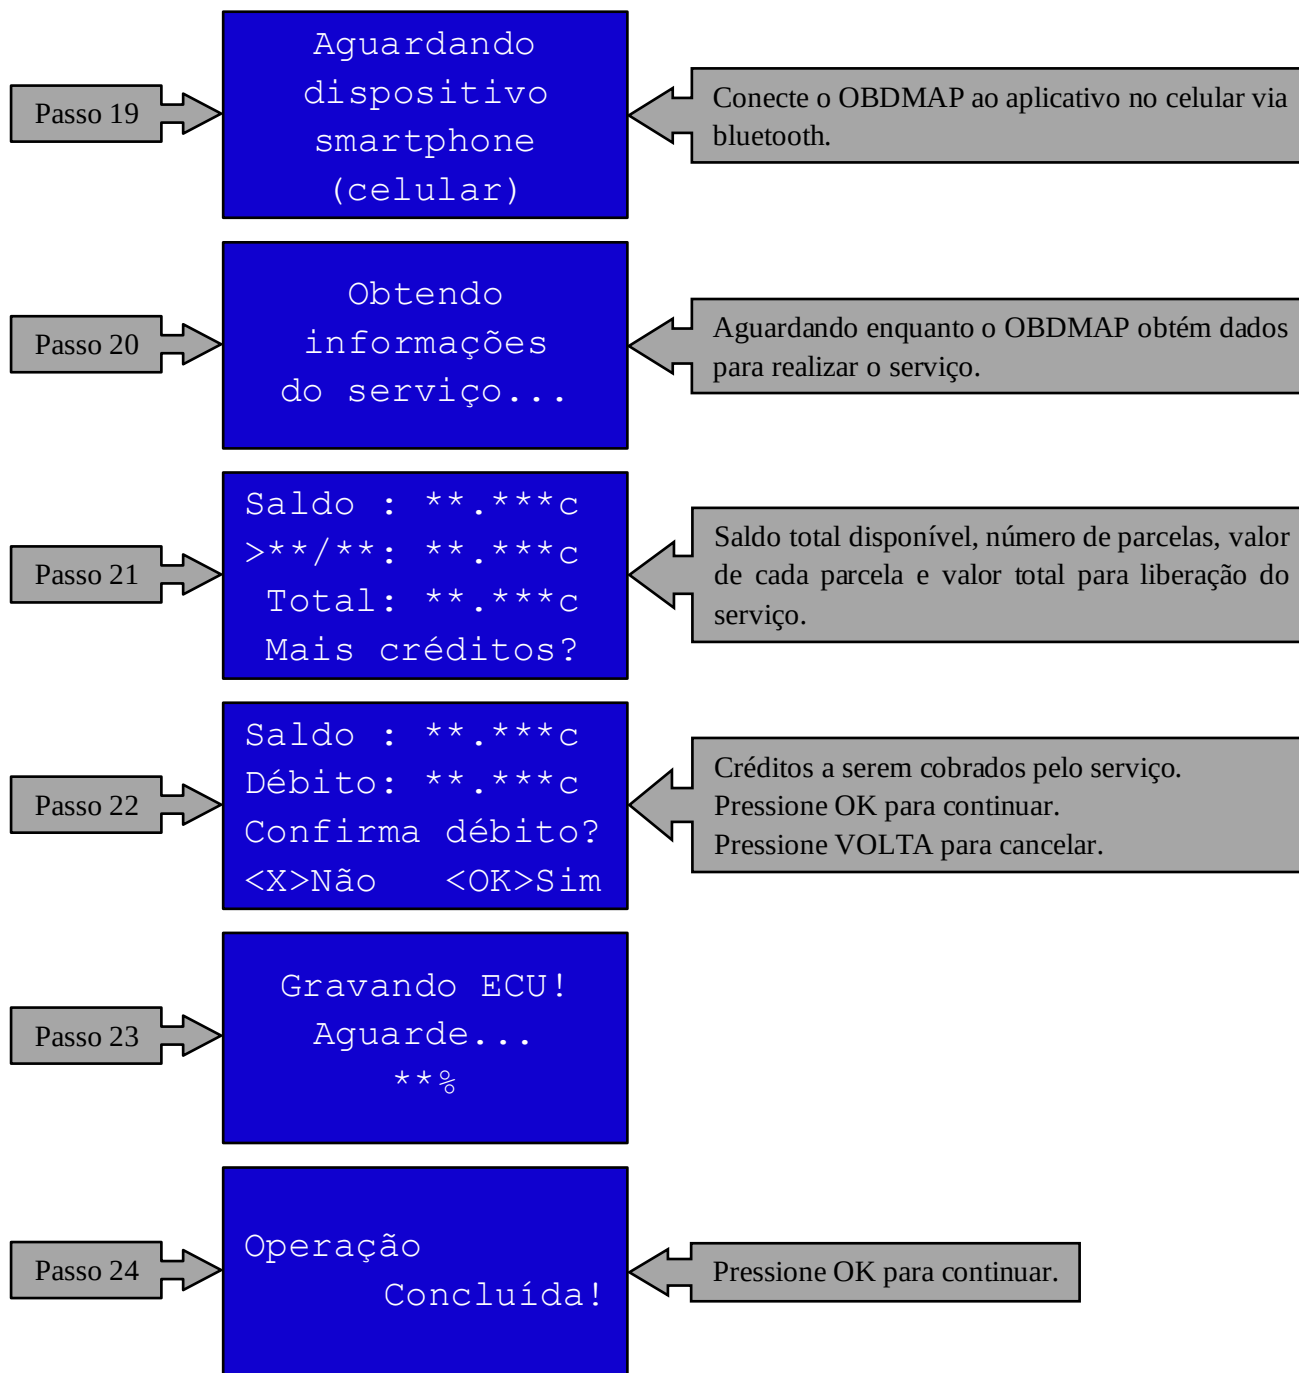 Passo 19
Aguardando
dispositivo
smartphone
(celular)
Conecte o OBDMAP ao aplicativo no celular via
bluetooth.
Passo 20
Obtendo
informações
do serviço...
Aguardando enquanto o OBDMAP obtém dados
para realizar o serviço.
Passo 21
Saldo : **.***c
>**/**: **.***c
Total: **.***c
Mais créditos?
Saldo total disponível, número de parcelas, valor
de cada parcela e valor total para liberação do
serviço.
Passo 22
Saldo : **.***c
Débito: **.***c
Confirma débito?
<X>Não <OK>Sim
Créditos a serem cobrados pelo serviço.
Pressione OK para continuar.
Pressione VOLTA para cancelar.
Passo 23
Gravando ECU!
Aguarde...
**%
Passo 24
Operação
Concluída!
Pressione OK para continuar.